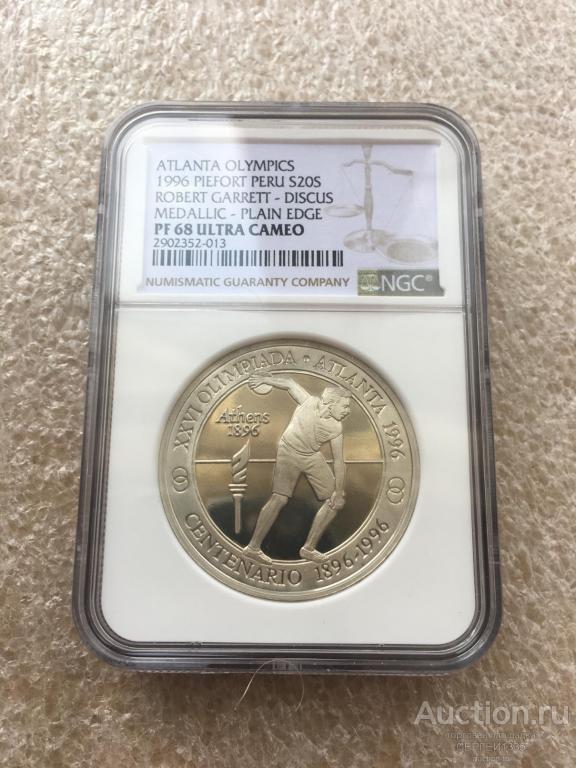 ATLANTA OLYMPICS
1996 PIEFORT PERU S20S
ROBERT GARRETT - DISCUS
MEDALLIC - PLAIN EDGE
PF 68 ULTRA CAMEO
2902352-013
NUMISMATIC GUARANTY COMPANY
NGC®
XXVI OLIMPIADA • ATLANTA 1996
Athens
1896
CENTENARIO 1896-1996
Auction.ru